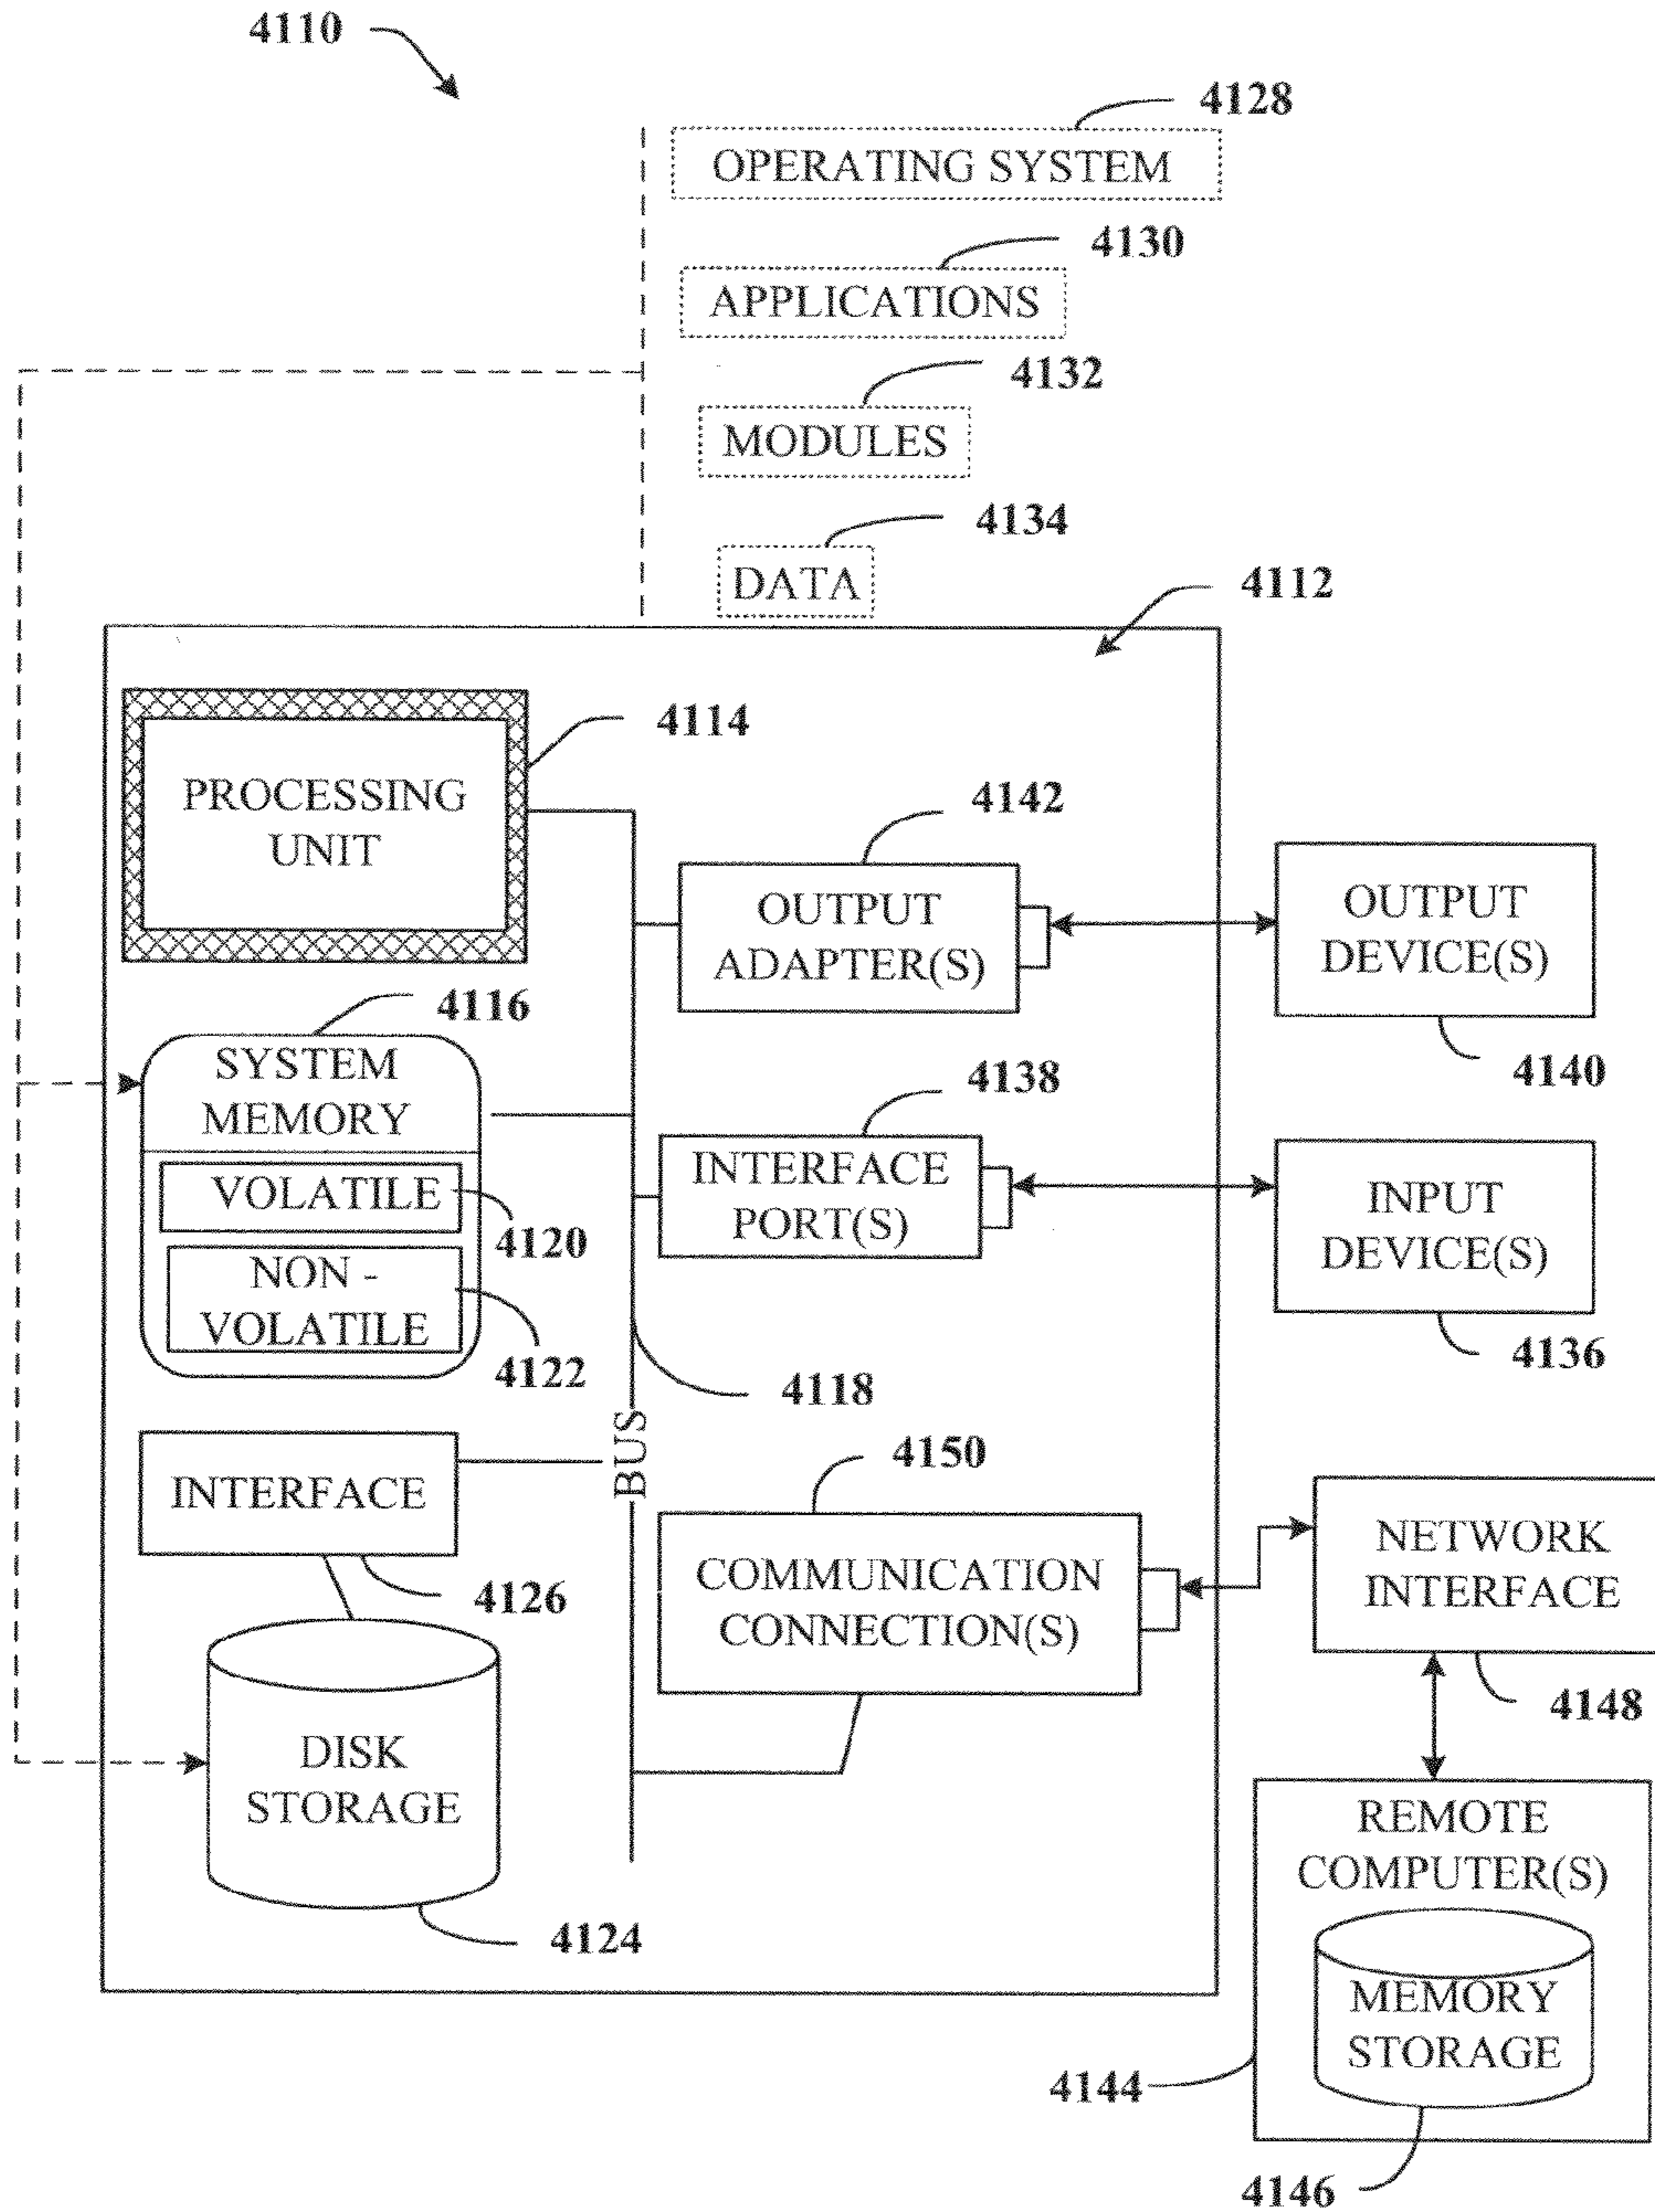 4110
4128
OPERATING SYSTEM
4130
APPLICATIONS
4132
MODULES
4134
DATA
4112
4114
PROCESSING
UNIT
4142
OUTPUT
ADAPTER(S)
OUTPUT
DEVICE(S)
4140
4116
SYSTEM
MEMORY
VOLATILE
4120
NON -
VOLATILE
4122
4138
INTERFACE
PORT(S)
INPUT
DEVICE(S)
4136
4118
BUS
INTERFACE
4126
4150
COMMUNICATION
CONNECTION(S)
NETWORK
INTERFACE
4148
DISK
STORAGE
4124
REMOTE
COMPUTER(S)
MEMORY
STORAGE
4144
4146